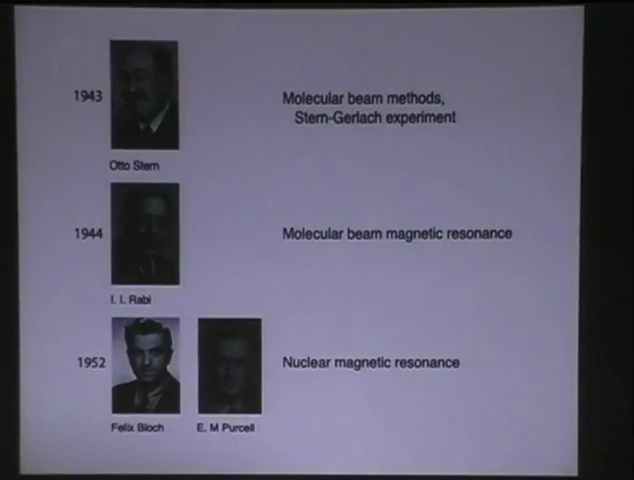 1943
Molecular beam methods,
Stern-Gerlach experiment
Otto Stern
1944
Molecular beam magnetic resonance
I. I. Rabi
1952
Nuclear magnetic resonance
Felix Bloch
E. M Purcell